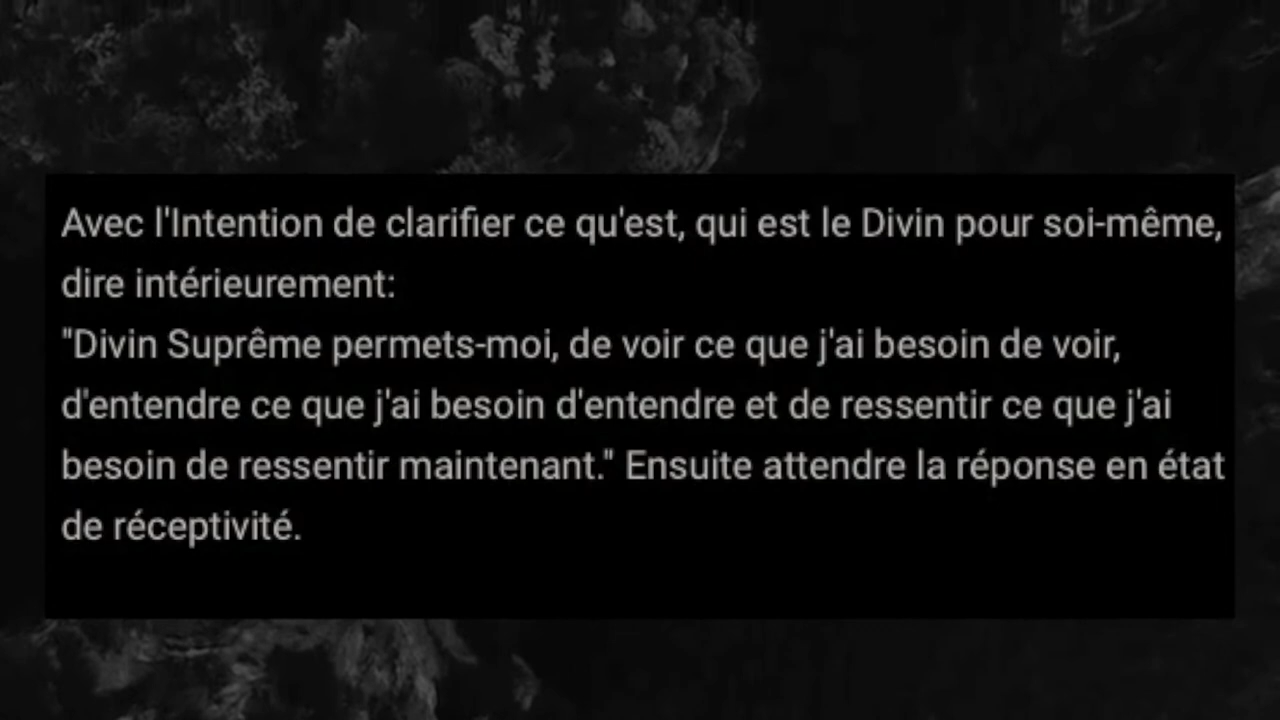 Avec l'Intention de clarifier ce qu'est, qui est le Divin pour soi-même,
dire intérieurement:
"Divin Suprême permets-moi, de voir ce que j'ai besoin de voir,
d'entendre ce que j'ai besoin d'entendre et de ressentir ce que j'ai
besoin de ressentir maintenant." Ensuite attendre la réponse en état
de réceptivité.